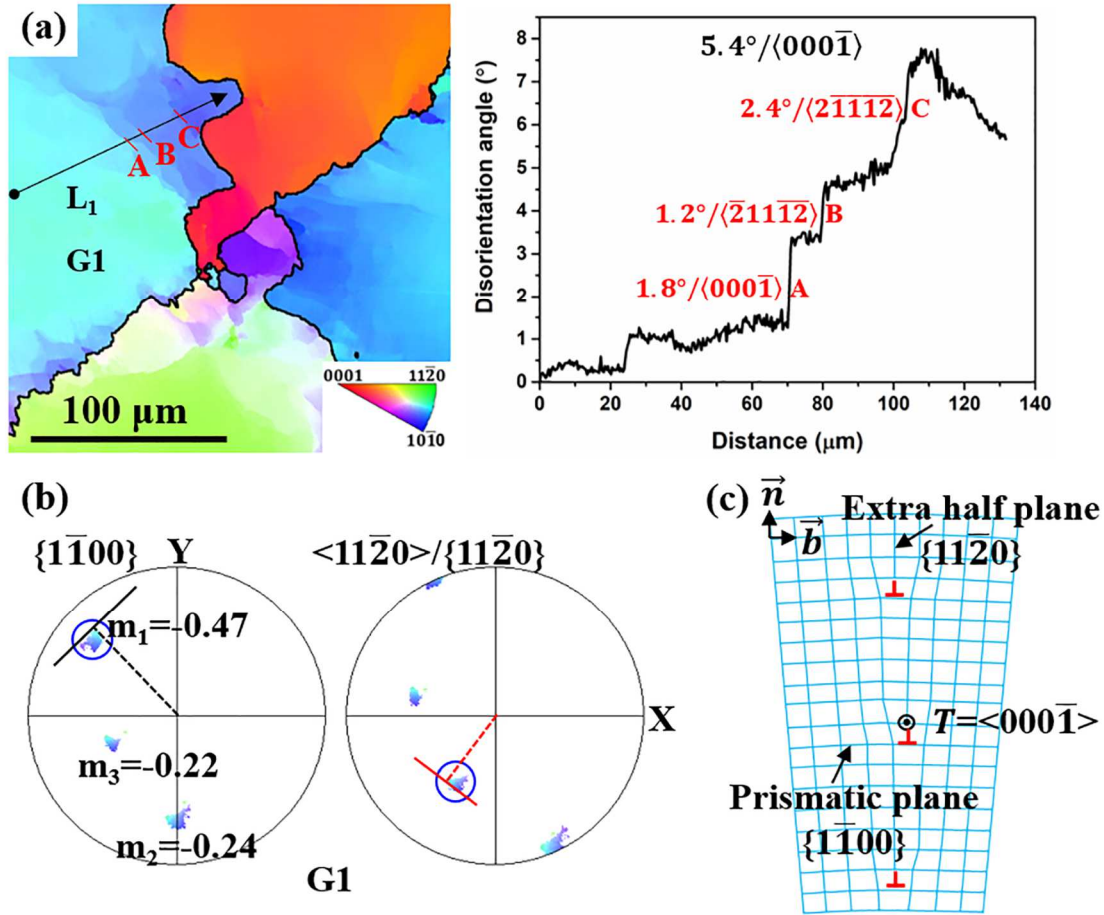 (a)
A
B
C
L₁
G1
100 μm
0001
112̄0
101̄0
Disorientation angle (°)
8
7
6
5
4
3
2
1
0
5.4°/⟨0001̄⟩
2.4°/⟨21̄1̄1̄2̄⟩ C
1.2°/⟨2̄111̄2̄⟩ B
1.8°/⟨0001̄⟩ A
0 20 40 60 80 100 120 140
Distance (μm)
(b)
{11̄00}
Y
<112̄0>/{112̄0}
m₁=-0.47
m₃=-0.22
m₂=-0.24
X
G1
(c)
n⃗
b⃗
Extra half plane
{112̄0}
T=<0001̄>
Prismatic plane
{11̄00}